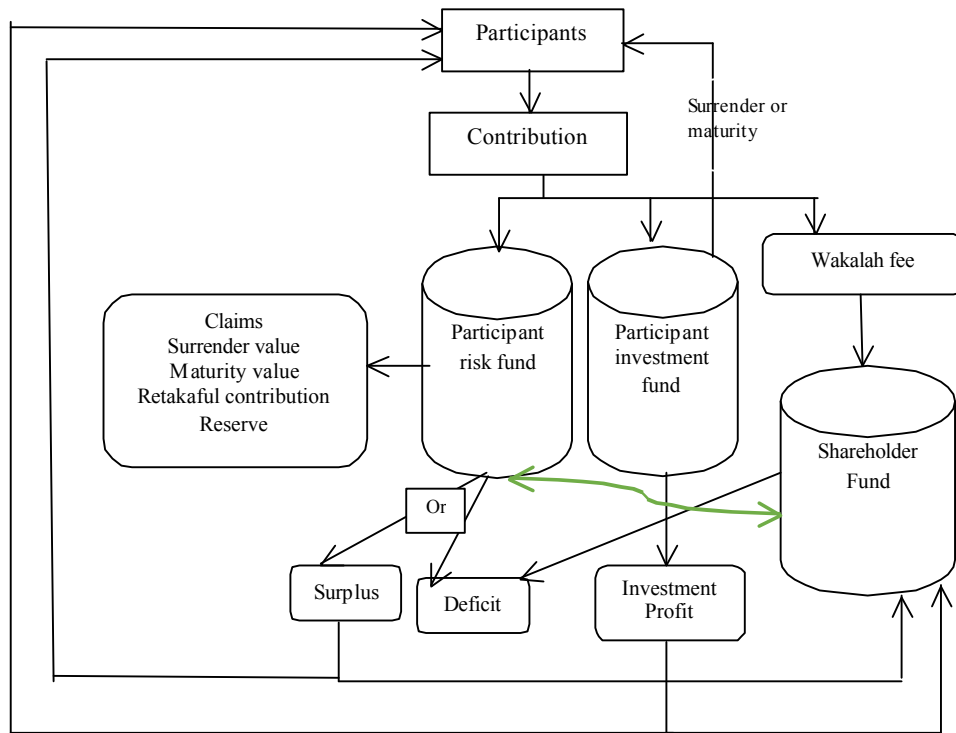 Participants
Surrender or
maturity
Contribution
Wakalah fee
Claims
Surrender value
Maturity value
Retakaful contribution
Reserve
Participant
risk fund
Participant
investment
fund
Shareholder
Fund
Or
Surplus
Deficit
Investment
Profit